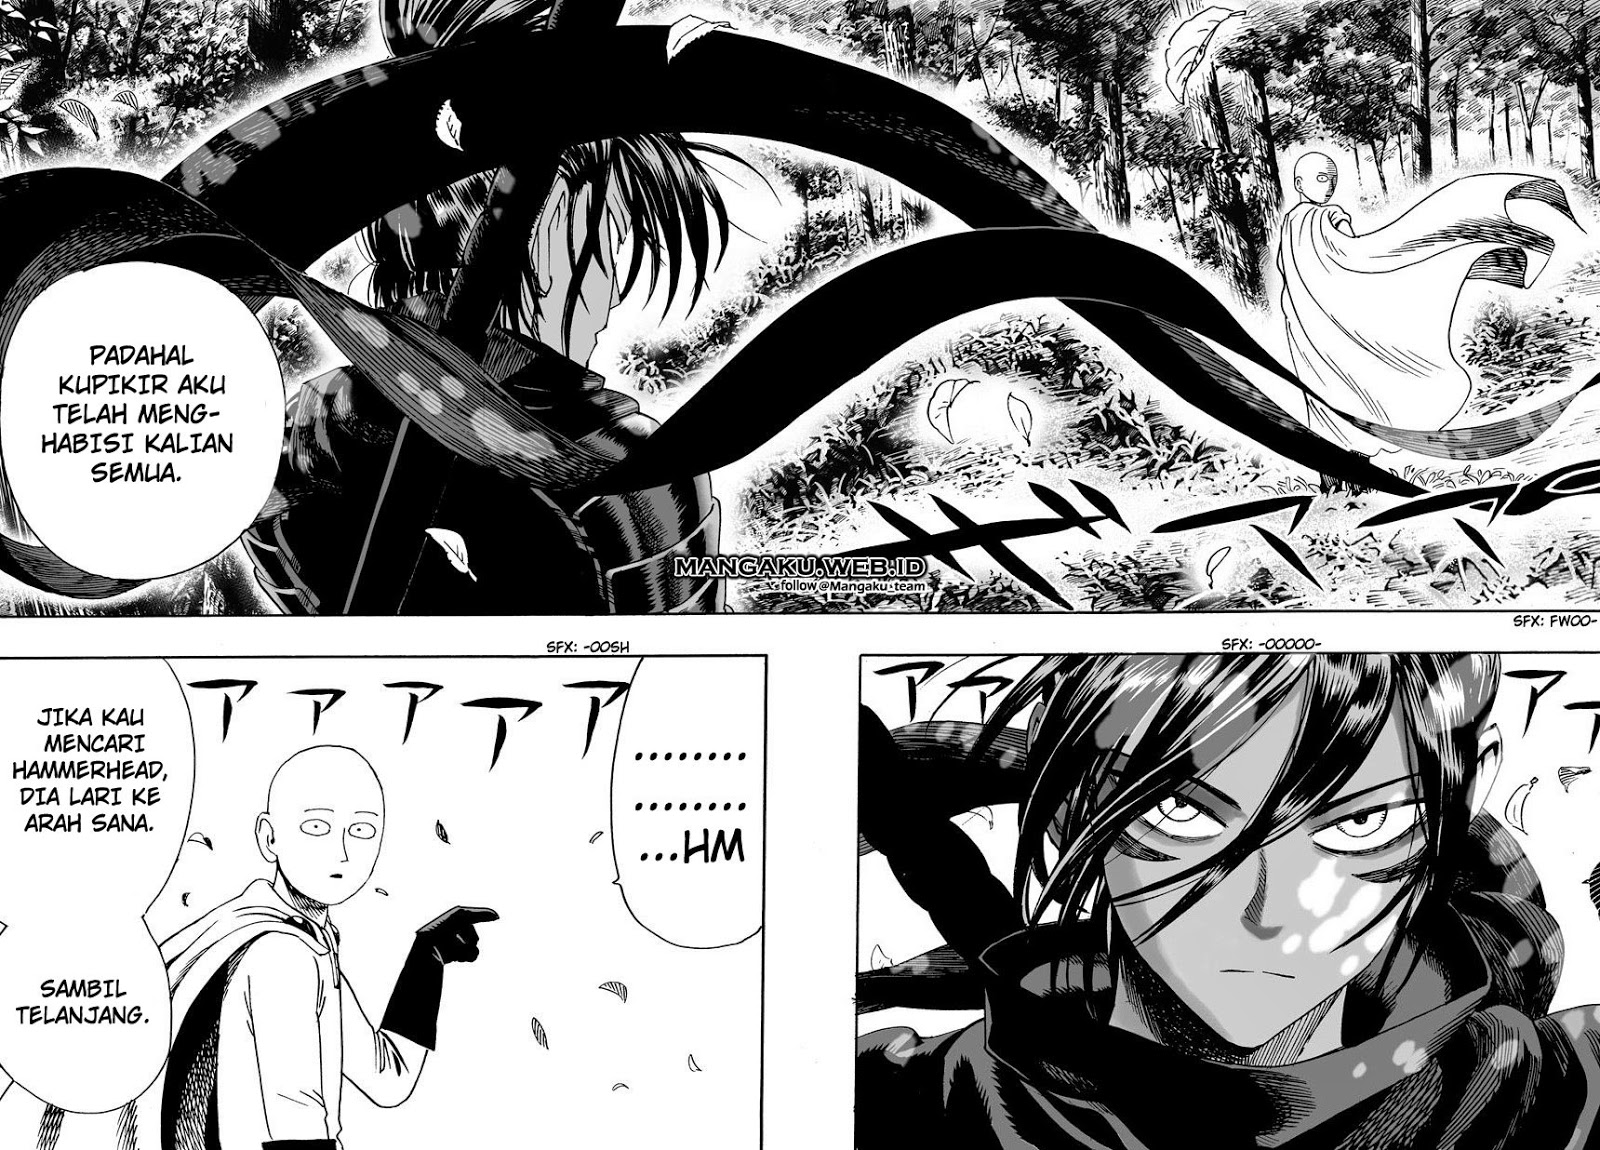 PADAHAL
KUPIKIR AKU
TELAH MENG-
HABISI KALIAN
SEMUA.
MANGAKU.WEB.ID
follow@Mangaku_team
SFX: FWOO-
SFX: -OOOOO-
SFX: -OOSH
アアア
アア
アアアアア
........
........
...HM
JIKA KAU
MENCARI
HAMMERHEAD,
DIA LARI KE
ARAH SANA.
SAMBIL
TELANJANG.